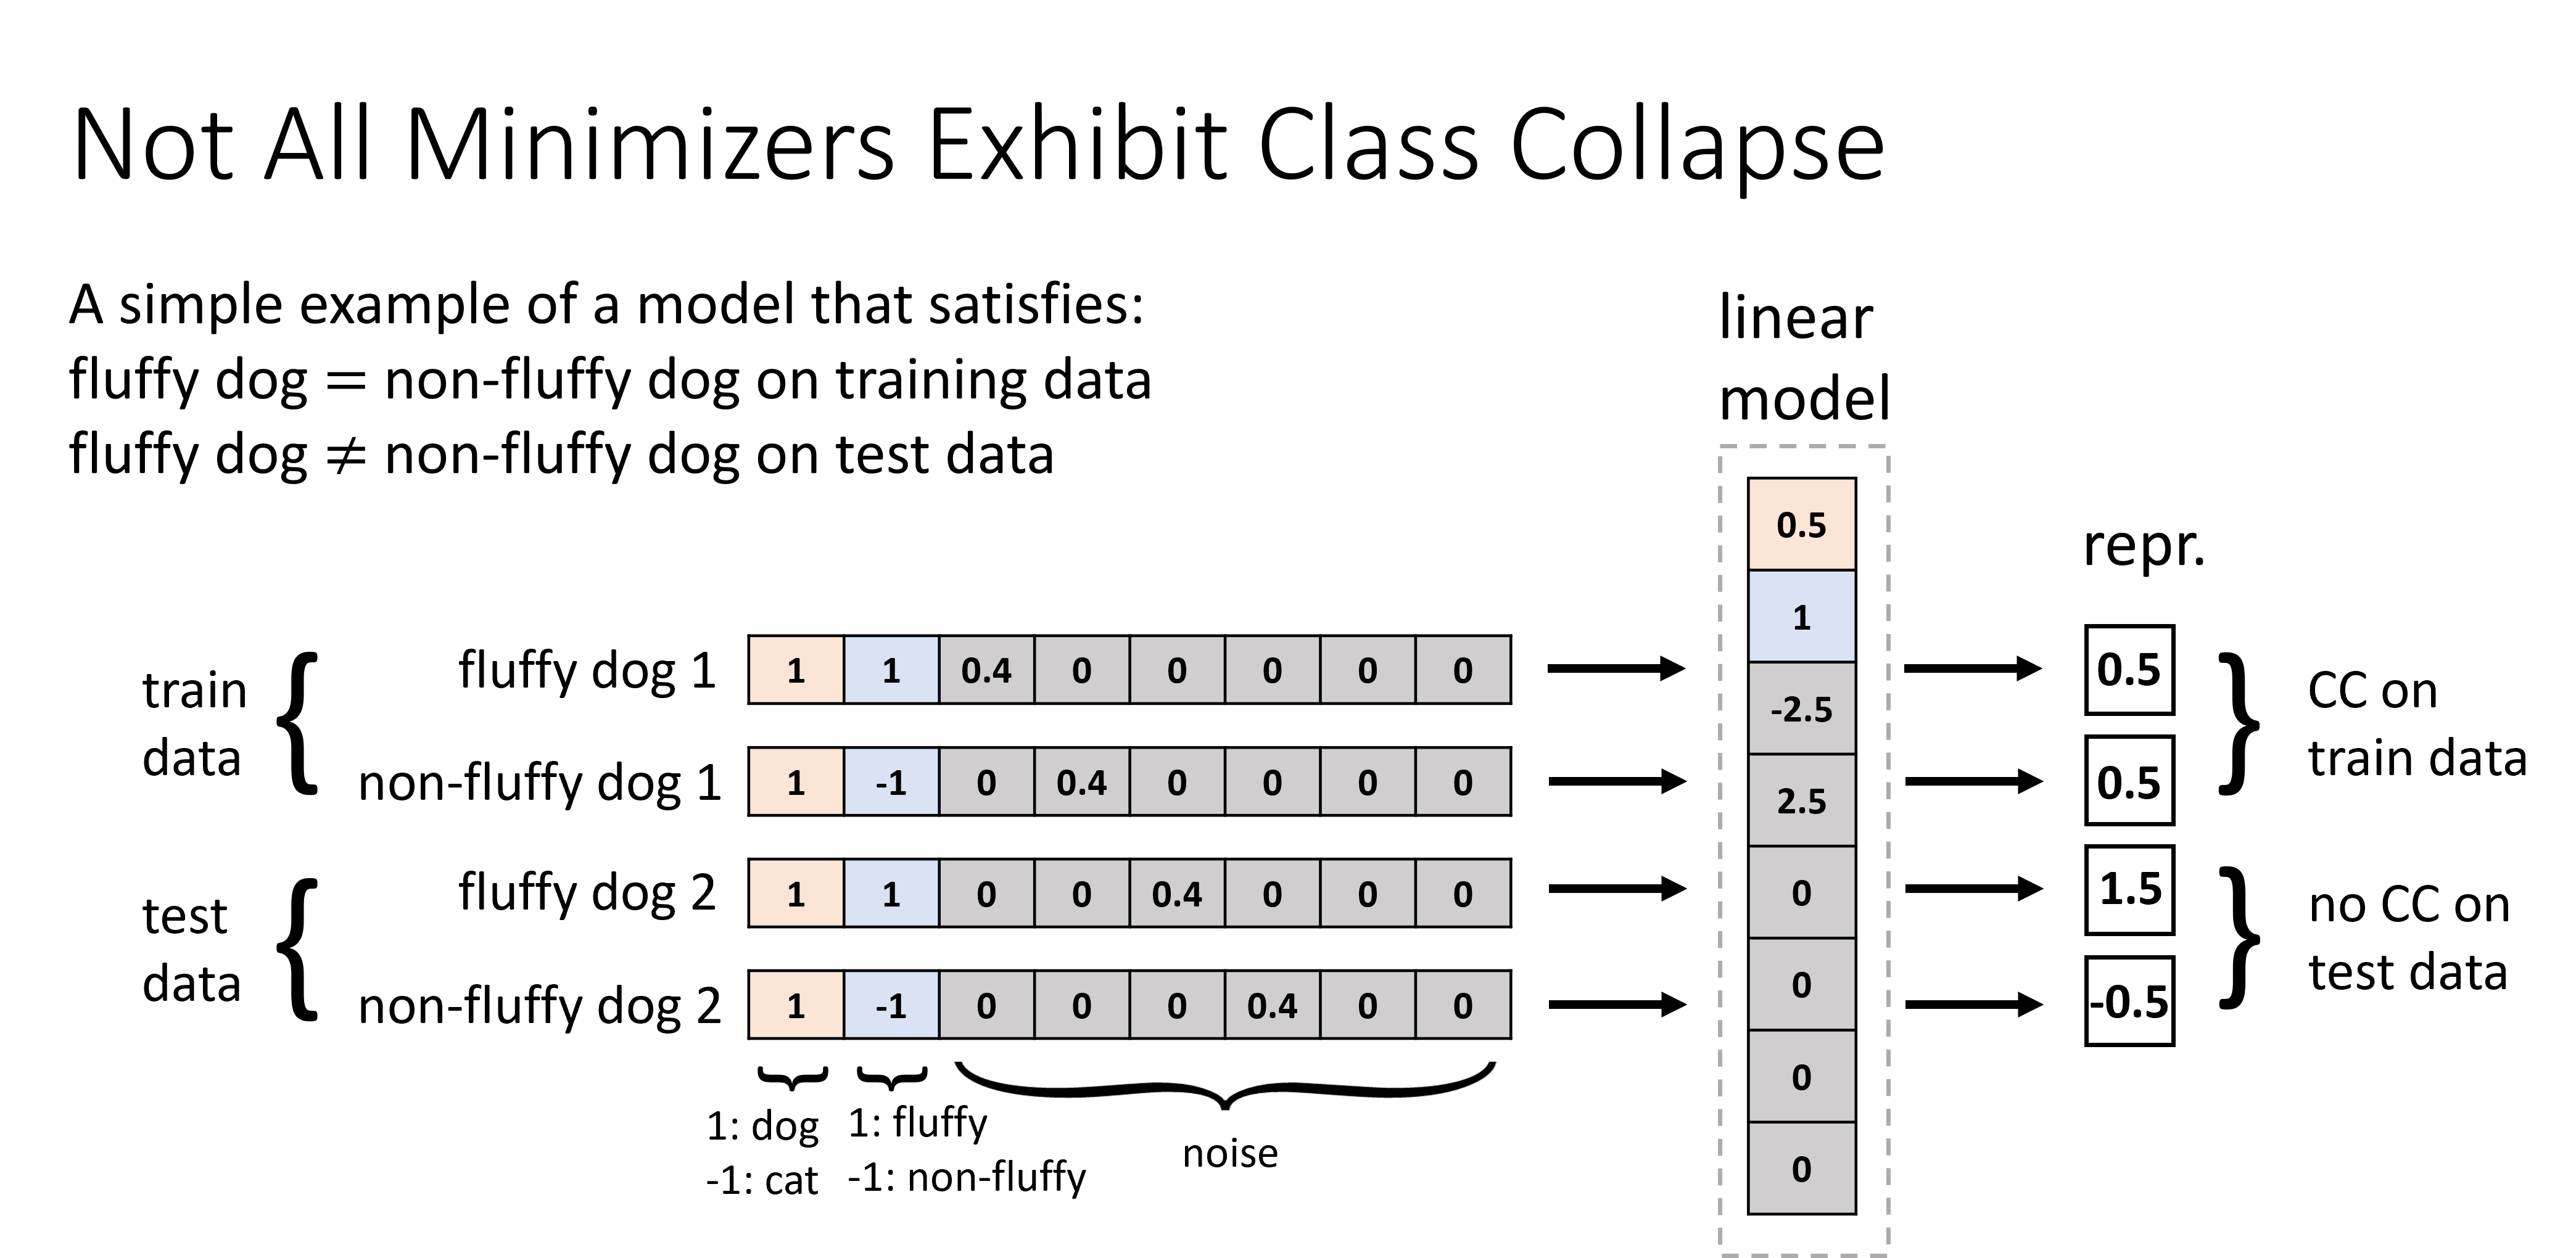 Not All Minimizers Exhibit Class Collapse
A simple example of a model that satisfies:
fluffy dog = non-fluffy dog on training data
fluffy dog ≠ non-fluffy dog on test data
linear
model
0.5
1
-2.5
2.5
0
0
0
0
repr.
train
data
fluffy dog 1
1 1 0.4 0 0 0 0 0
0.5
non-fluffy dog 1
1 -1 0 0.4 0 0 0 0
0.5
CC on
train data
test
data
fluffy dog 2
1 1 0 0 0.4 0 0 0
1.5
non-fluffy dog 2
1 -1 0 0 0 0.4 0 0
-0.5
no CC on
test data
1: dog
-1: cat
1: fluffy
-1: non-fluffy
noise